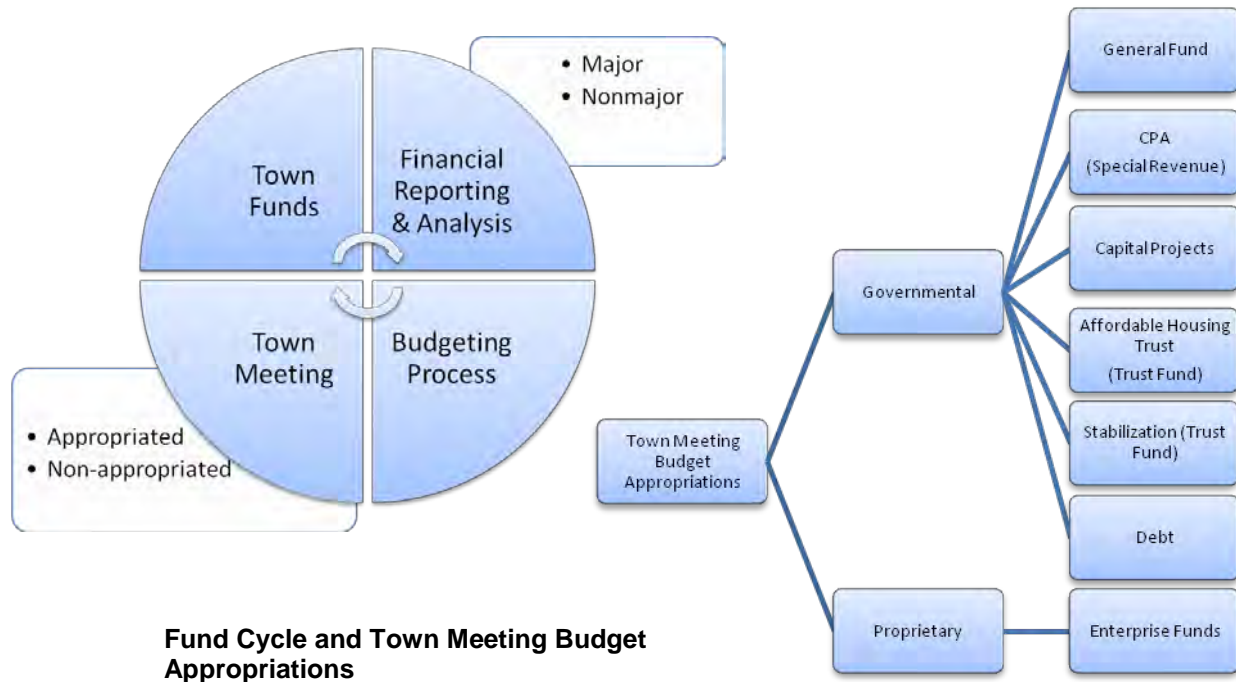 Town
Funds
Financial
Reporting
& Analysis
• Major
• Nonmajor
Town
Meeting
Budgeting
Process
• Appropriated
• Non-appropriated
Town Meeting
Budget
Appropriations
Governmental
General Fund
CPA
(Special Revenue)
Capital Projects
Affordable Housing
Trust
(Trust Fund)
Stabilization (Trust
Fund)
Debt
Proprietary
Enterprise Funds
Fund Cycle and Town Meeting Budget
Appropriations